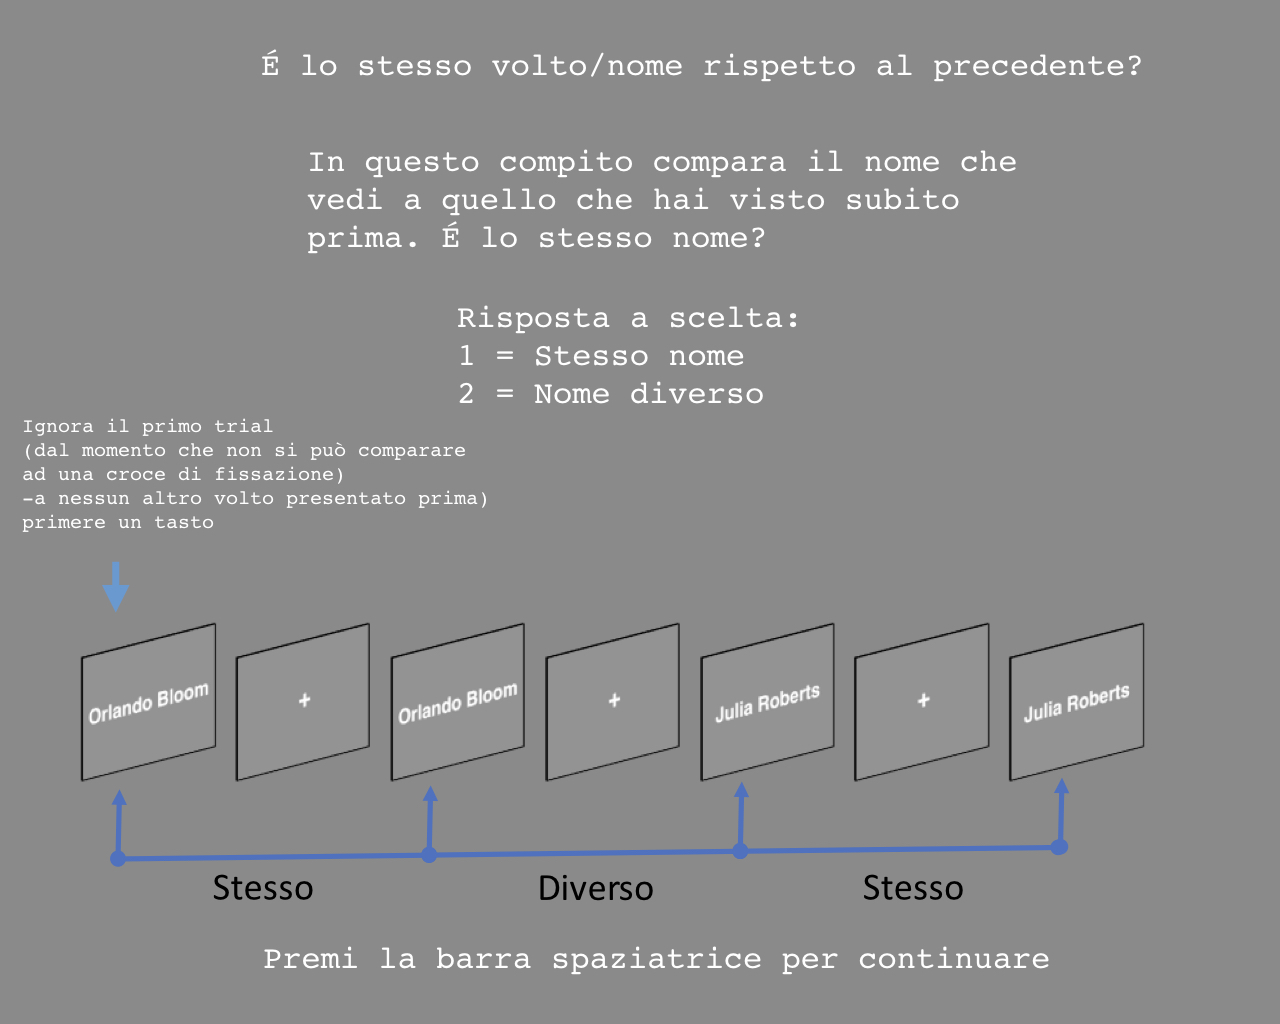 É lo stesso volto/nome rispetto al precedente?
In questo compito compara il nome che
vedi a quello che hai visto subito
prima. É lo stesso nome?
Risposta a scelta:
1 = Stesso nome
2 = Nome diverso
Ignora il primo trial
(dal momento che non si può comparare
ad una croce di fissazione)
-a nessun altro volto presentato prima)
primere un tasto
Orlando Bloom
+
Orlando Bloom
+
Julia Roberts
+
Julia Roberts
Stesso
Diverso
Stesso
Premi la barra spaziatrice per continuare